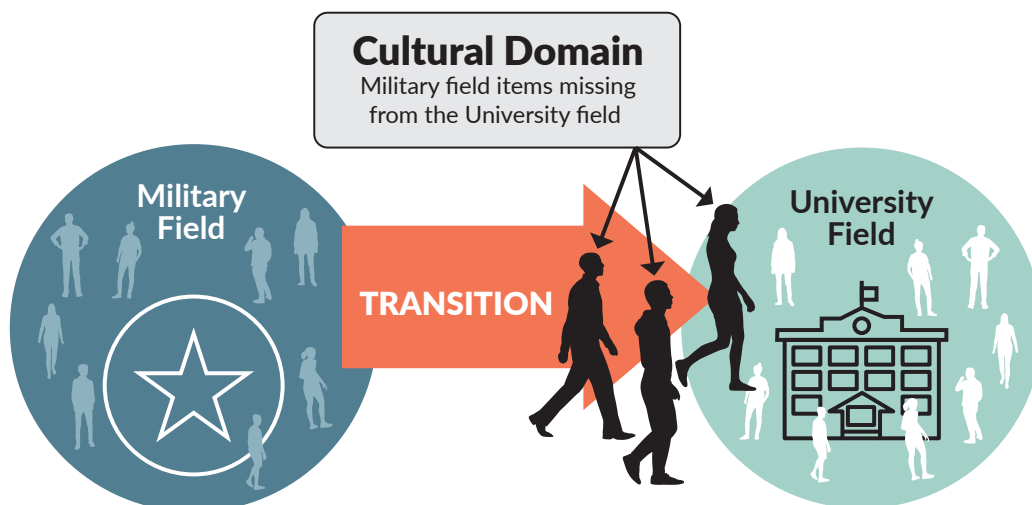 Cultural Domain
Military field items missing
from the University field
Military
Field
University
Field
TRANSITION